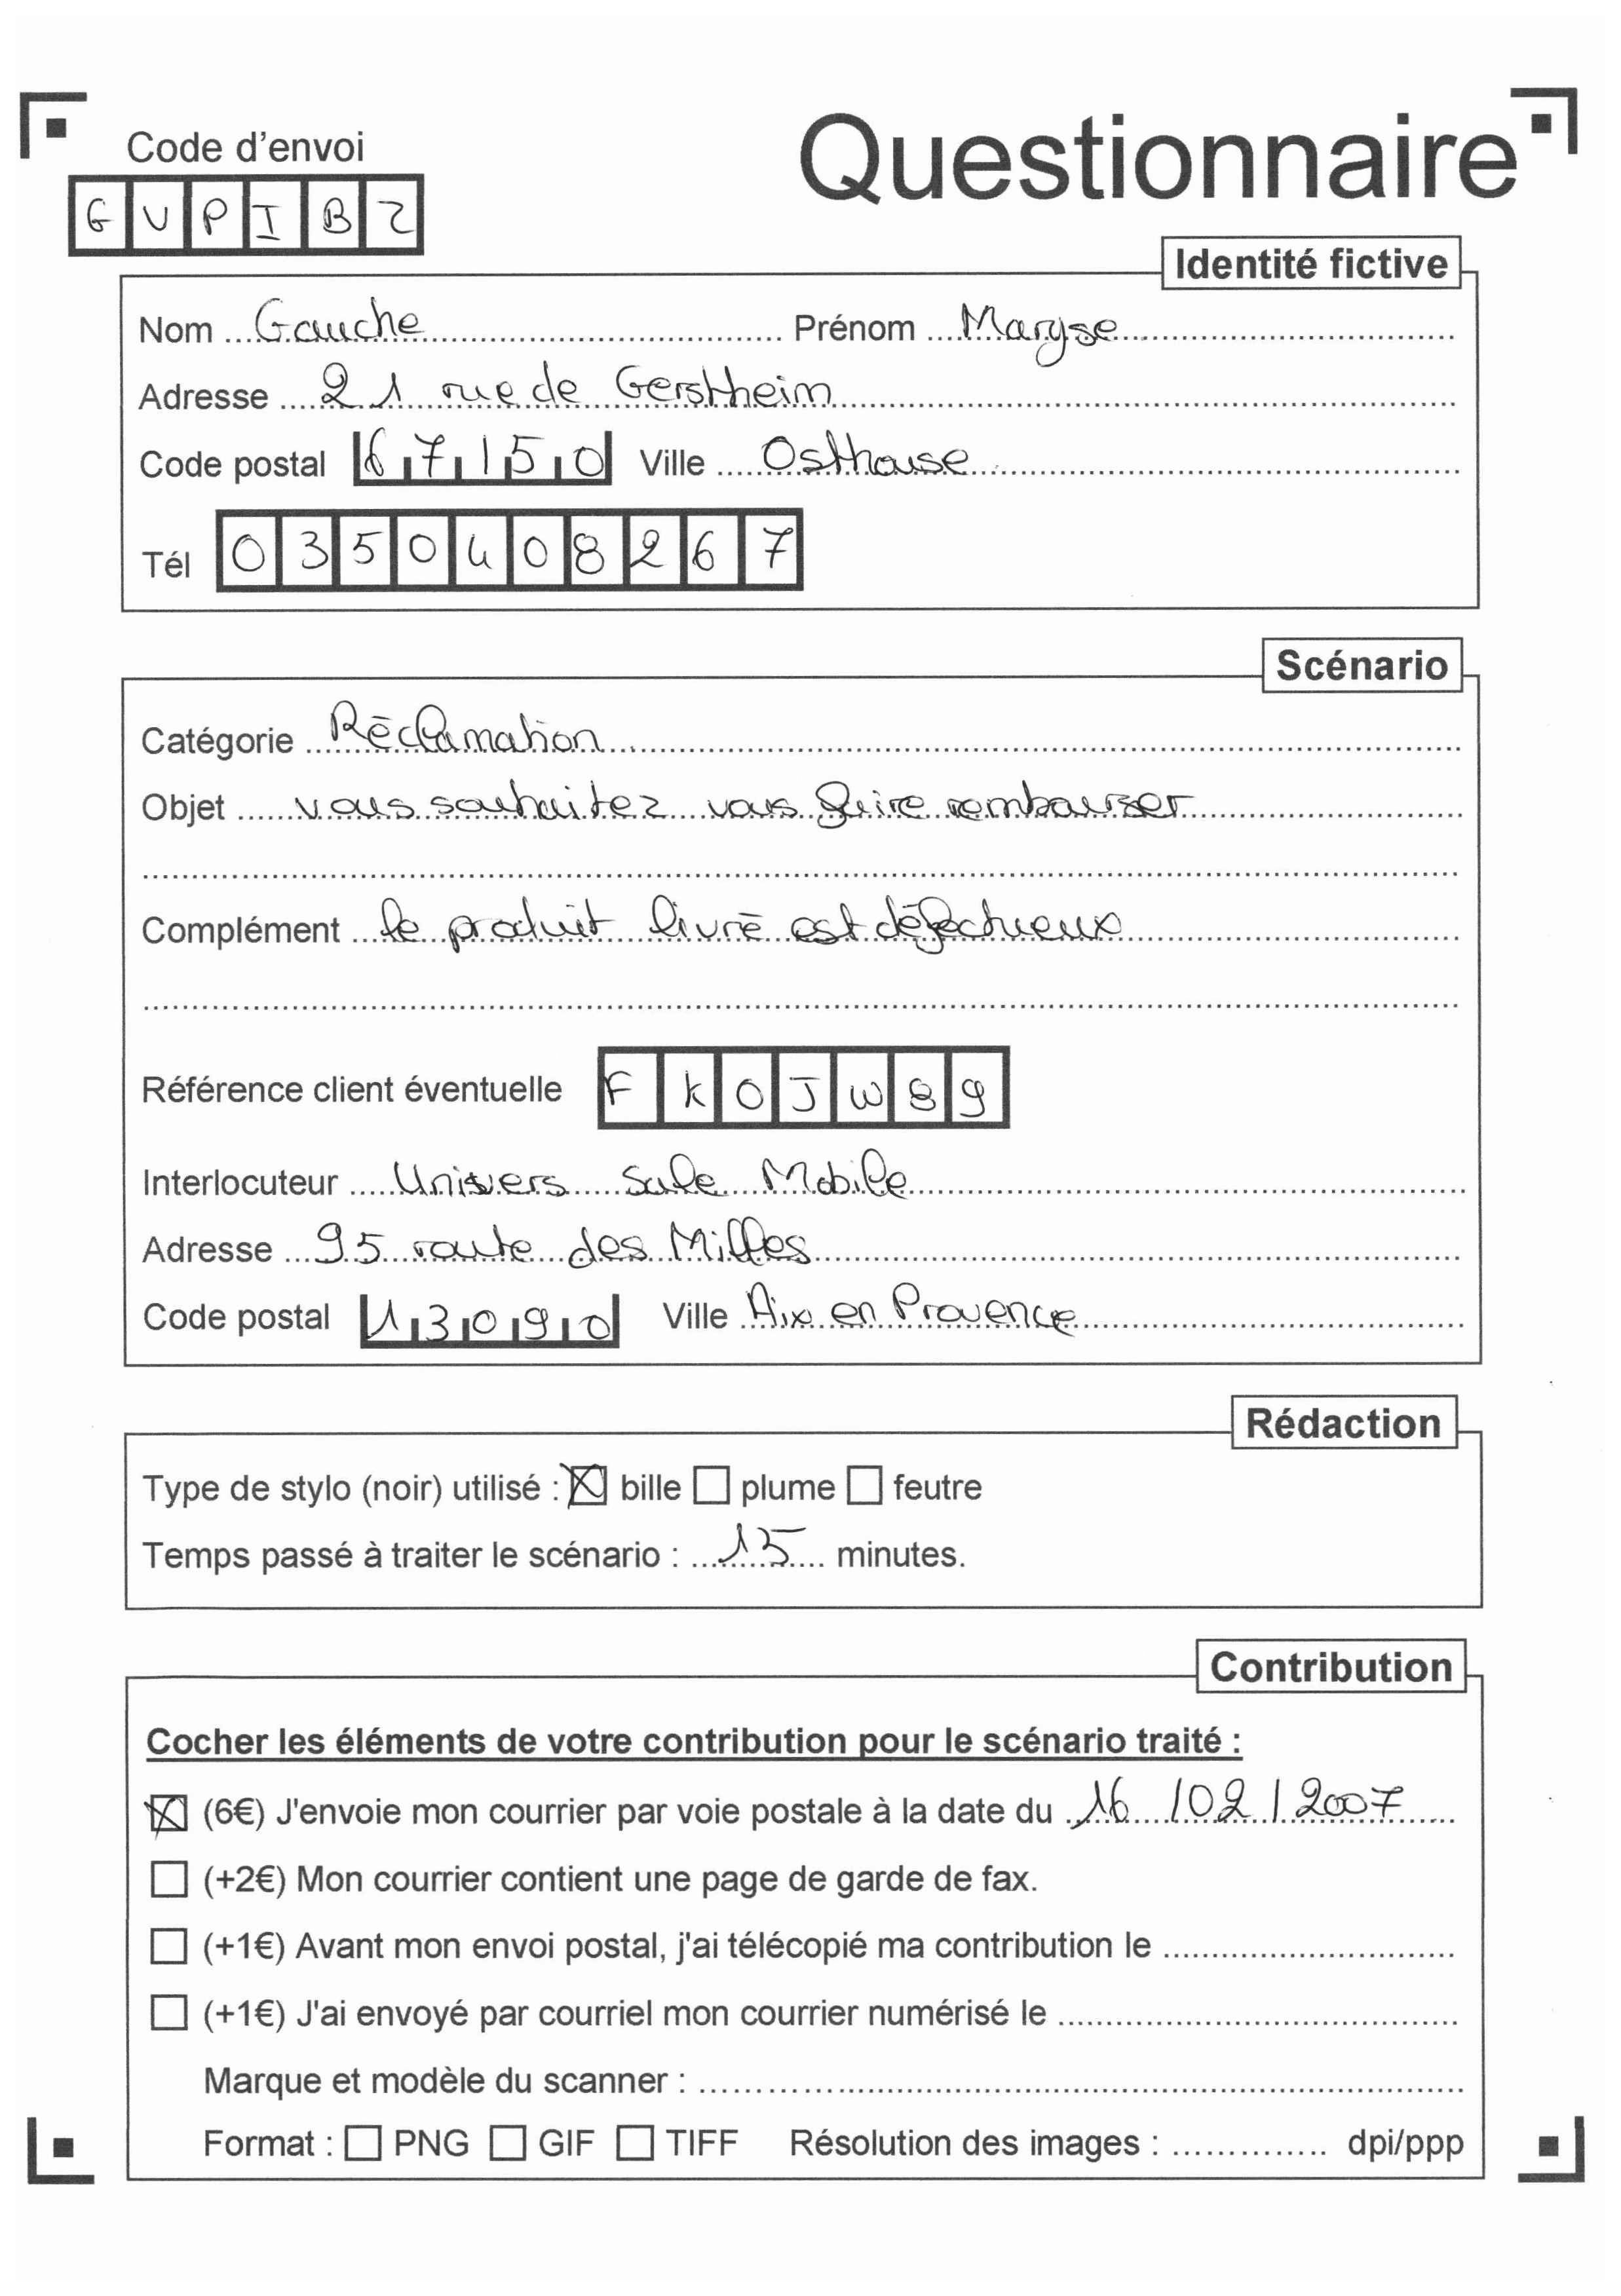 Code d'envoi
Questionnaire
G V P I B Z
Identité fictive
Nom Gauche Prénom Maryse
Adresse 21 rue de Gerstheim
Code postal 67150 Ville Osthouse
Tél 0350408267
Scénario
Catégorie Réclamation
Objet vous souhaitez vous faire rembourser
Complément le produit livré est défectueux
Référence client éventuelle F K O J W 8 9
Interlocuteur Univers Sale Mobile
Adresse 95 route des Milles
Code postal 13090 Ville Aix en Provence
Rédaction
Type de stylo (noir) utilisé : bille plume feutre
Temps passé à traiter le scénario : 15 minutes.
Contribution
Cocher les éléments de votre contribution pour le scénario traité :
(6€) J'envoie mon courrier par voie postale à la date du 16/02/2007
(+2€) Mon courrier contient une page de garde de fax.
(+1€) Avant mon envoi postal, j'ai télécopié ma contribution le
(+1€) J'ai envoyé par courriel mon courrier numérisé le
Marque et modèle du scanner :
Format : PNG GIF TIFF Résolution des images : dpi/ppp